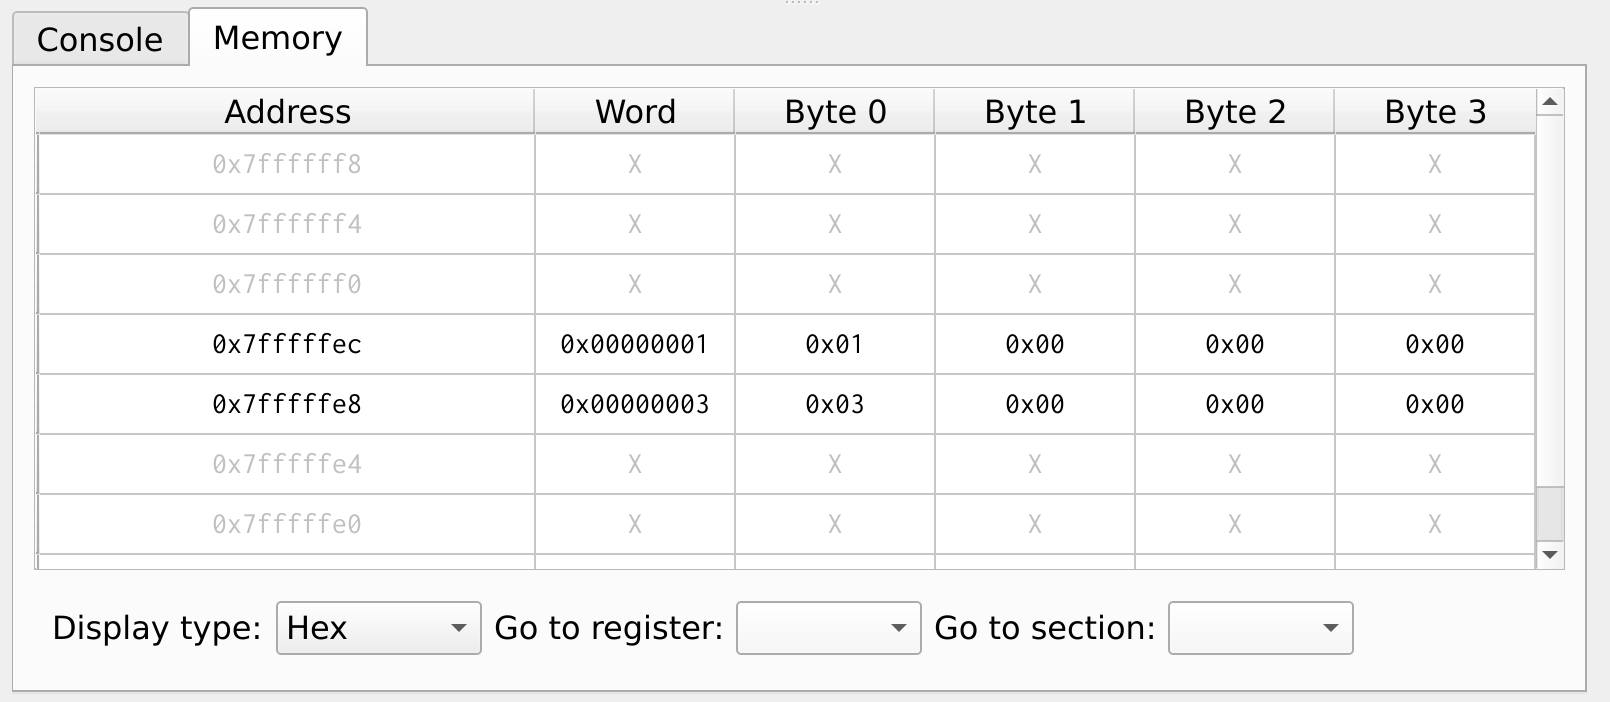 Console Memory
Address Word Byte 0 Byte 1 Byte 2 Byte 3
0x7ffffff8 X X X X X
0x7ffffff4 X X X X X
0x7ffffff0 X X X X X
0x7fffffec 0x00000001 0x01 0x00 0x00 0x00
0x7fffffe8 0x00000003 0x03 0x00 0x00 0x00
0x7fffffe4 X X X X X
0x7fffffe0 X X X X X
Display type: Hex Go to register: Go to section: